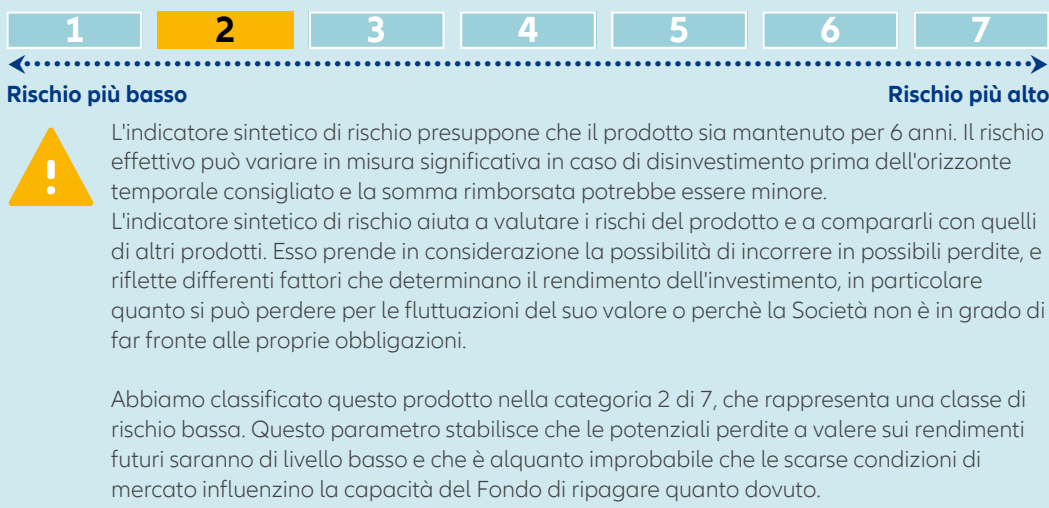 1 2 3 4 5 6 7
Rischio più basso Rischio più alto
L'indicatore sintetico di rischio presuppone che il prodotto sia mantenuto per 6 anni. Il rischio
effettivo può variare in misura significativa in caso di disinvestimento prima dell'orizzonte
temporale consigliato e la somma rimborsata potrebbe essere minore.
L'indicatore sintetico di rischio aiuta a valutare i rischi del prodotto e a compararli con quelli
di altri prodotti. Esso prende in considerazione la possibilità di incorrere in possibili perdite, e
riflette differenti fattori che determinano il rendimento dell'investimento, in particolare
quanto si può perdere per le fluttuazioni del suo valore o perchè la Società non è in grado di
far fronte alle proprie obbligazioni.
Abbiamo classificato questo prodotto nella categoria 2 di 7, che rappresenta una classe di
rischio bassa. Questo parametro stabilisce che le potenziali perdite a valere sui rendimenti
futuri saranno di livello basso e che è alquanto improbabile che le scarse condizioni di
mercato influenzino la capacità del Fondo di ripagare quanto dovuto.